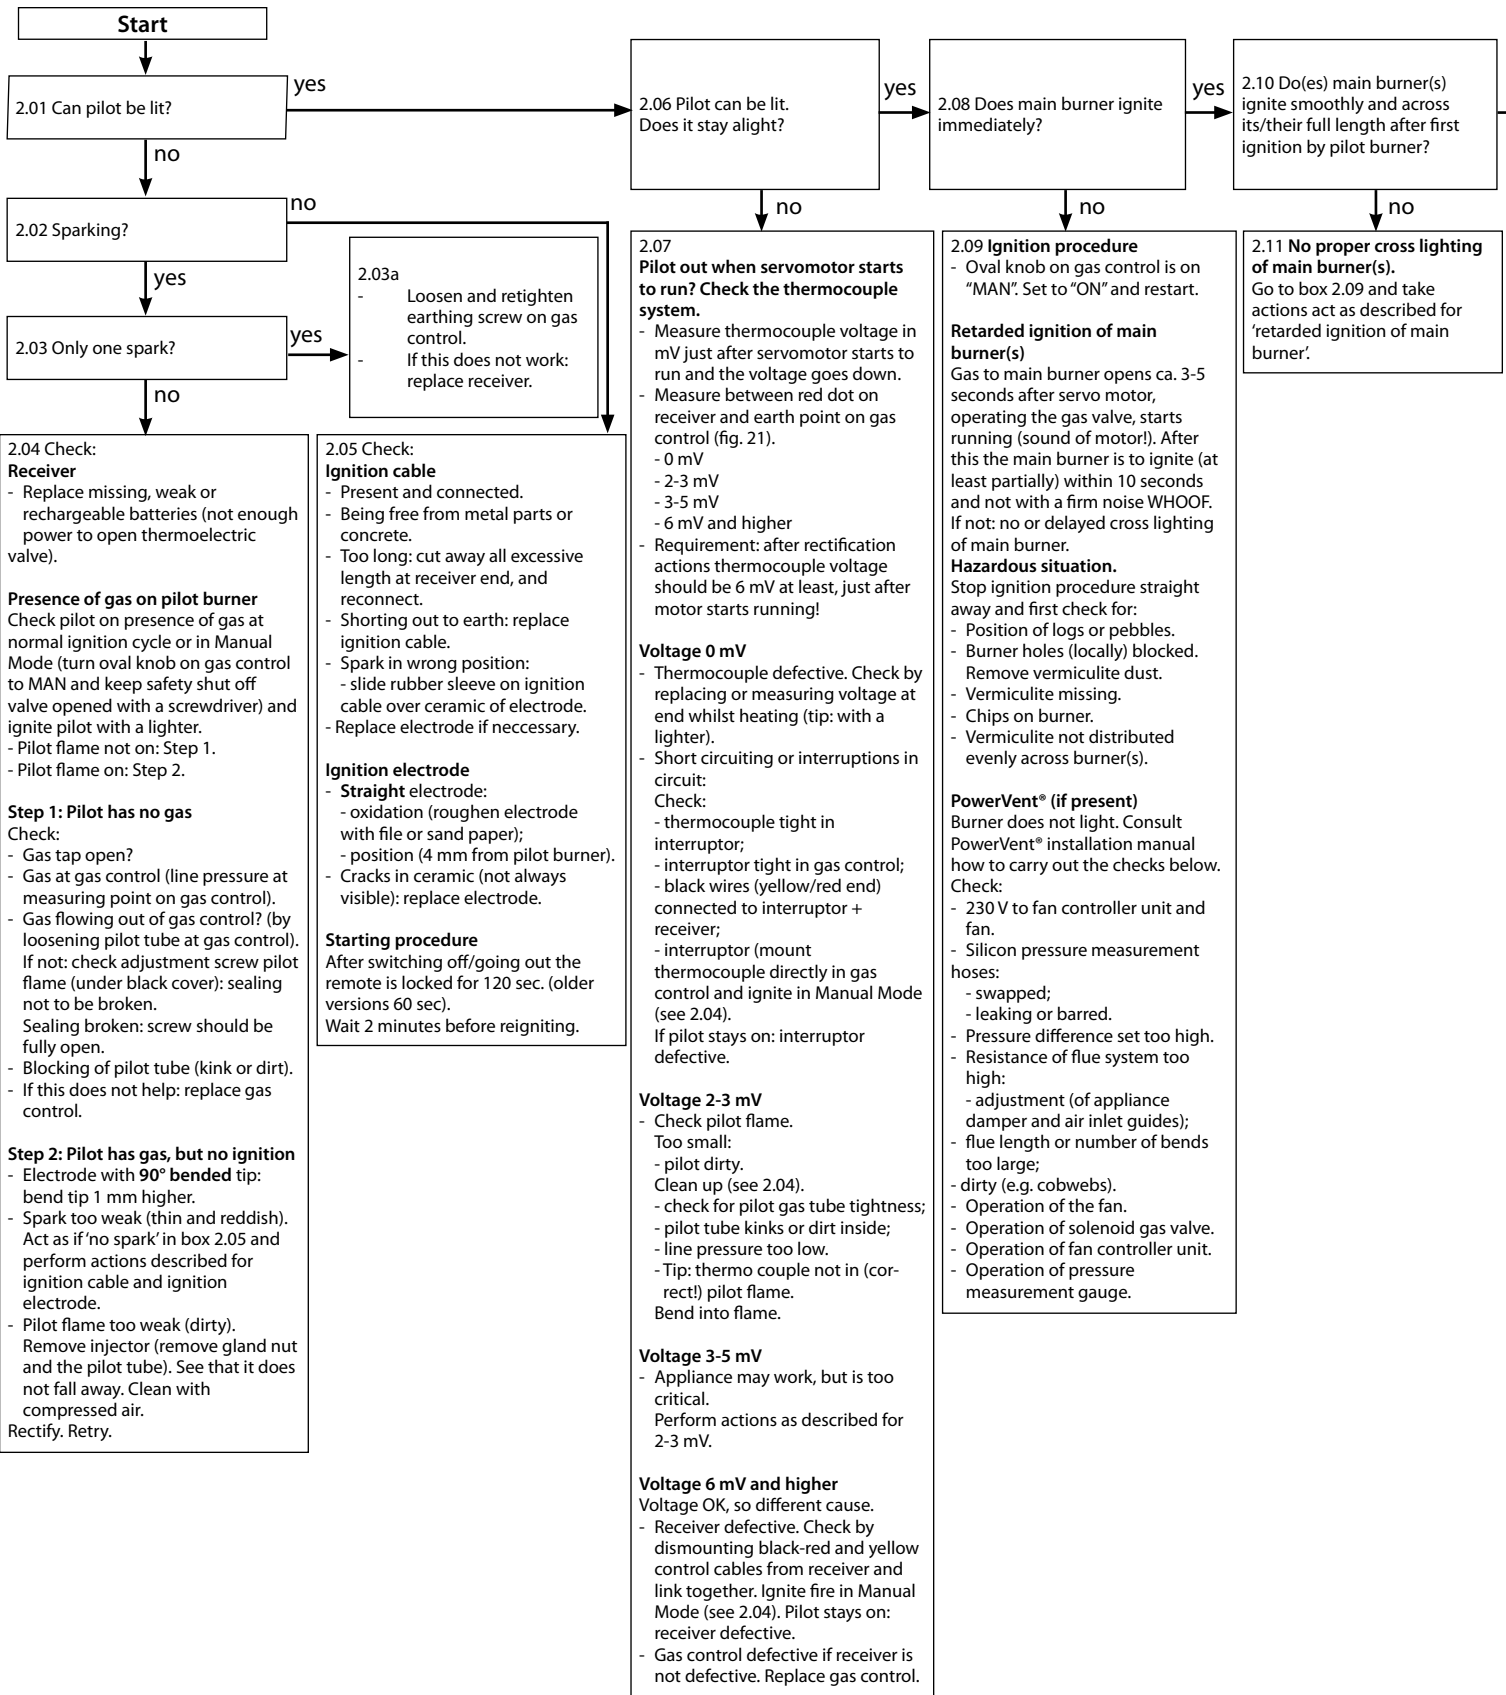 Start
2.01 Can pilot be lit?
yes
no
2.02 Sparking?
no
yes
2.03 Only one spark?
yes
no
2.03a
- Loosen and retighten
earthing screw on gas
control.
- If this does not work:
replace receiver.
2.04 Check:
Receiver
- Replace missing, weak or
rechargeable batteries (not enough
power to open thermoelectric
valve).
Presence of gas on pilot burner
Check pilot on presence of gas at
normal ignition cycle or in Manual
Mode (turn oval knob on gas control
to MAN and keep safety shut off
valve opened with a screwdriver) and
ignite pilot with a lighter.
- Pilot flame not on: Step 1.
- Pilot flame on: Step 2.
Step 1: Pilot has no gas
Check:
- Gas tap open?
- Gas at gas control (line pressure at
measuring point on gas control).
- Gas flowing out of gas control? (by
loosening pilot tube at gas control).
If not: check adjustment screw pilot
flame (under black cover): sealing
not to be broken.
Sealing broken: screw should be
fully open.
- Blocking of pilot tube (kink or dirt).
- If this does not help: replace gas
control.
Step 2: Pilot has gas, but no ignition
- Electrode with 90° bended tip:
bend tip 1 mm higher.
- Spark too weak (thin and reddish).
Act as if ‘no spark’ in box 2.05 and
perform actions described for
ignition cable and ignition
electrode.
- Pilot flame too weak (dirty).
Remove injector (remove gland nut
and the pilot tube). See that it does
not fall away. Clean with
compressed air.
Rectify. Retry.
2.05 Check:
Ignition cable
- Present and connected.
- Being free from metal parts or
concrete.
- Too long: cut away all excessive
length at receiver end, and
reconnect.
- Shorting out to earth: replace
ignition cable.
- Spark in wrong position:
- slide rubber sleeve on ignition
cable over ceramic of electrode.
- Replace electrode if neccessary.
Ignition electrode
- Straight electrode:
- oxidation (roughen electrode
with file or sand paper);
- position (4 mm from pilot burner).
- Cracks in ceramic (not always
visible): replace electrode.
Starting procedure
After switching off/going out the
remote is locked for 120 sec. (older
versions 60 sec).
Wait 2 minutes before reigniting.
2.06 Pilot can be lit.
Does it stay alight?
yes
no
2.07
Pilot out when servomotor starts
to run? Check the thermocouple
system.
- Measure thermocouple voltage in
mV just after servomotor starts to
run and the voltage goes down.
- Measure between red dot on
receiver and earth point on gas
control (fig. 21).
- 0 mV
- 2-3 mV
- 3-5 mV
- 6 mV and higher
- Requirement: after rectification
actions thermocouple voltage
should be 6 mV at least, just after
motor starts running!
Voltage 0 mV
- Thermocouple defective. Check by
replacing or measuring voltage at
end whilst heating (tip: with a
lighter).
- Short circuiting or interruptions in
circuit:
Check:
- thermocouple tight in
interruptor;
- interruptor tight in gas control;
- black wires (yellow/red end)
connected to interruptor +
receiver;
- interruptor (mount
thermocouple directly in gas
control and ignite in Manual Mode
(see 2.04).
If pilot stays on: interruptor
defective.
Voltage 2-3 mV
- Check pilot flame.
Too small:
- pilot dirty.
Clean up (see 2.04).
- check for pilot gas tube tightness;
- pilot tube kinks or dirt inside;
- line pressure too low.
- Tip: thermo couple not in (cor-
rect!) pilot flame.
Bend into flame.
Voltage 3-5 mV
- Appliance may work, but is too
critical.
Perform actions as described for
2-3 mV.
Voltage 6 mV and higher
Voltage OK, so different cause.
- Receiver defective. Check by
dismounting black-red and yellow
control cables from receiver and
link together. Ignite fire in Manual
Mode (see 2.04). Pilot stays on:
receiver defective.
- Gas control defective if receiver is
not defective. Replace gas control.
2.08 Does main burner ignite
immediately?
yes
no
2.09 Ignition procedure
- Oval knob on gas control is on
“MAN”. Set to “ON” and restart.
Retarded ignition of main
burner(s)
Gas to main burner opens ca. 3-5
seconds after servo motor,
operating the gas valve, starts
running (sound of motor!). After
this the main burner is to ignite (at
least partially) within 10 seconds
and not with a firm noise WHOOF.
If not: no or delayed cross lighting
of main burner.
Hazardous situation.
Stop ignition procedure straight
away and first check for:
- Position of logs or pebbles.
- Burner holes (locally) blocked.
Remove vermiculite dust.
- Vermiculite missing.
- Chips on burner.
- Vermiculite not distributed
evenly across burner(s).
PowerVent® (if present)
Burner does not light. Consult
PowerVent® installation manual
how to carry out the checks below.
Check:
- 230 V to fan controller unit and
fan.
- Silicon pressure measurement
hoses:
- swapped;
- leaking or barred.
- Pressure difference set too high.
- Resistance of flue system too
high:
- adjustment (of appliance
damper and air inlet guides);
- flue length or number of bends
too large;
- dirty (e.g. cobwebs).
- Operation of the fan.
- Operation of solenoid gas valve.
- Operation of fan controller unit.
- Operation of pressure
measurement gauge.
2.10 Do(es) main burner(s)
ignite smoothly and across
its/their full length after first
ignition by pilot burner?
no
2.11 No proper cross lighting
of main burner(s).
Go to box 2.09 and take
actions act as described for
‘retarded ignition of main
burner’.